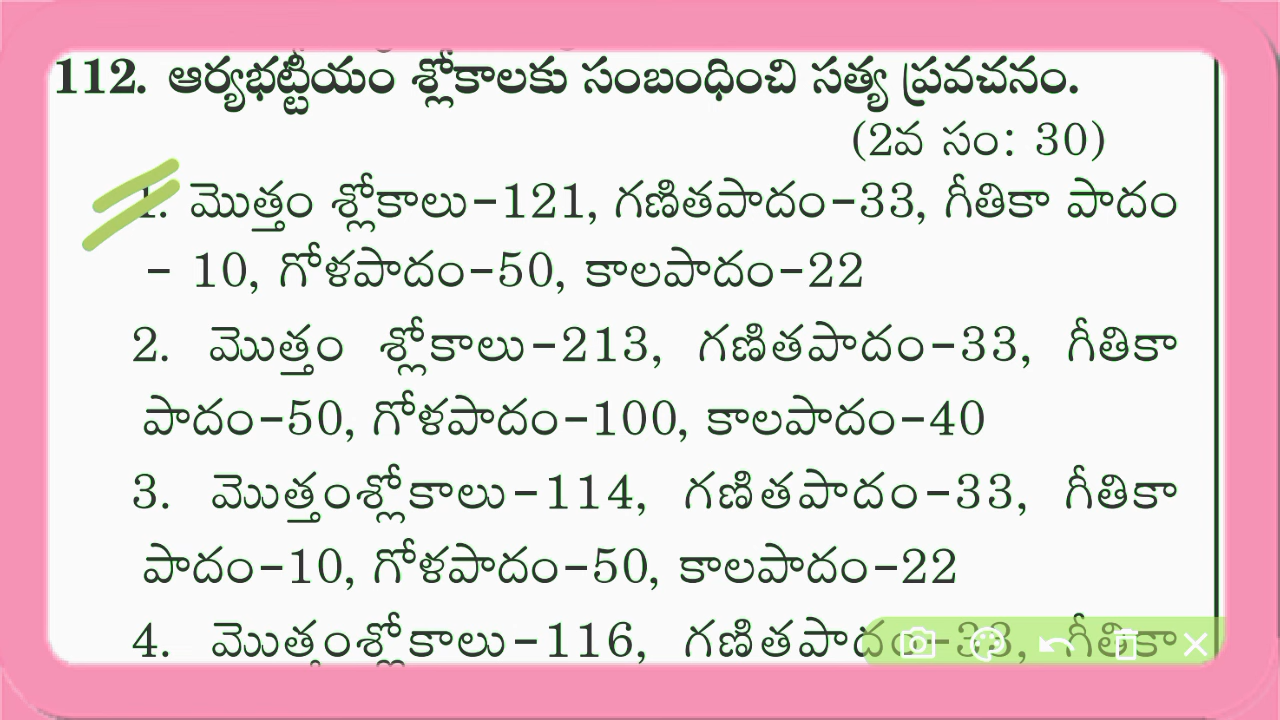 112. ఆర్యభట్టీయం శ్లోకాలకు సంబంధించి సత్య ప్రవచనం.
(2వ సం: 30)
1. మొత్తం శ్లోకాలు-121, గణితపాదం-33, గీతికా పాదం
- 10, గోళపాదం-50, కాలపాదం-22
2. మొత్తం శ్లోకాలు-213, గణితపాదం-33, గీతికా
పాదం-50, గోళపాదం-100, కాలపాదం-40
3. మొత్తంశ్లోకాలు-114, గణితపాదం-33, గీతికా
పాదం-10, గోళపాదం-50, కాలపాదం-22
4. మొత్తంశ్లోకాలు-116, గణితపాదం-33, గీతికా